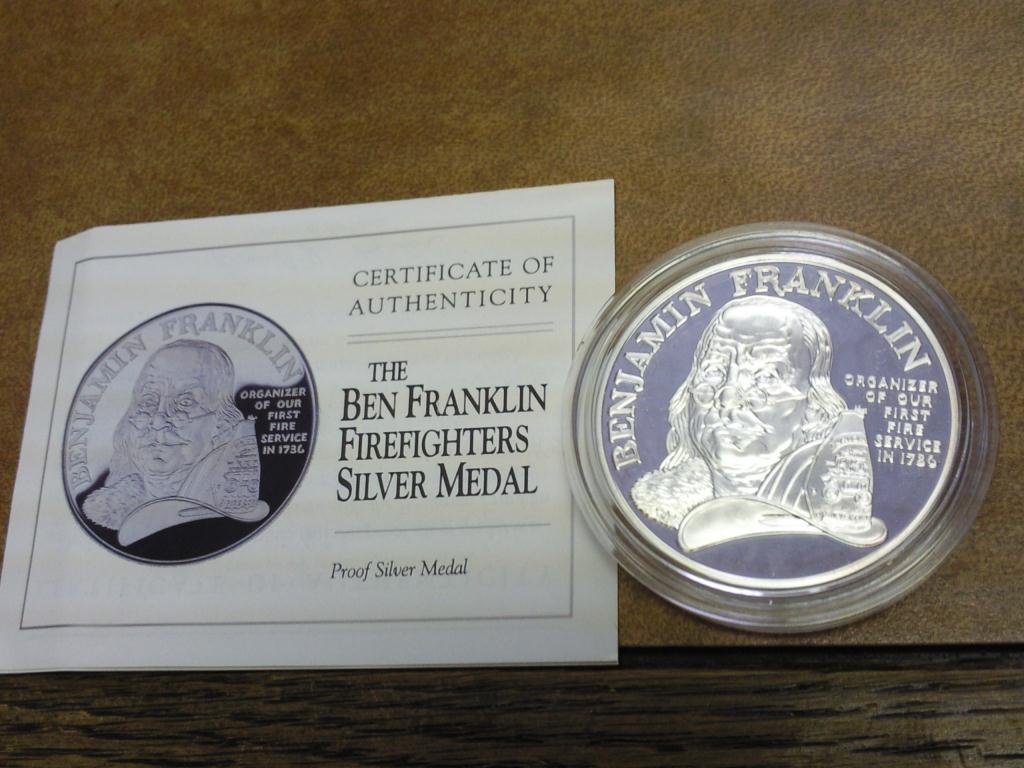 CERTIFICATE OF
AUTHENTICITY
THE
BEN FRANKLIN
FIREFIGHTERS
SILVER MEDAL
Proof Silver Medal
BENJAMIN FRANKLIN
ORGANIZER
OF OUR
FIRST
FIRE
SERVICE
IN 1736
BENJAMIN FRANKLIN
ORGANIZER
OF OUR
FIRST
FIRE
SERVICE
IN 1736